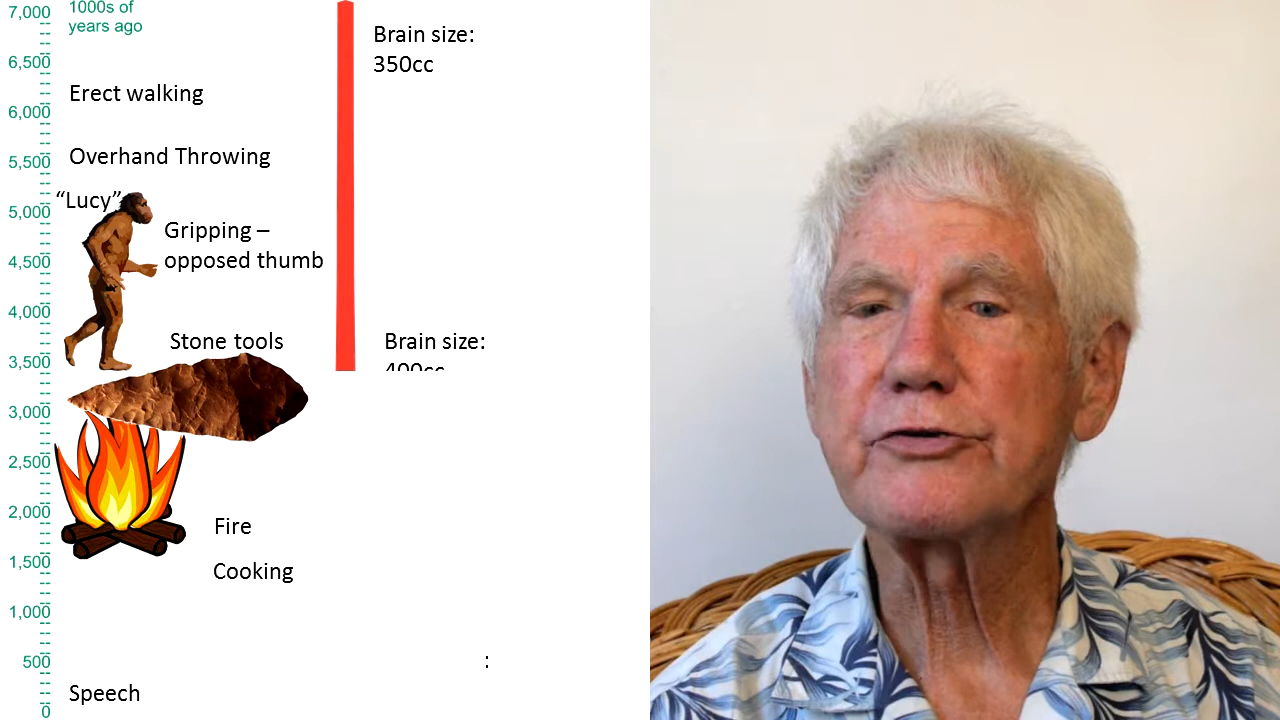 7,000
1000s of
years ago
Brain size:
350cc
6,500
Erect walking
6,000
Overhand Throwing
5,500
“Lucy”
5,000
Gripping –
opposed thumb
4,500
4,000
Stone tools
Brain size:
400cc
3,500
3,000
2,500
2,000
Fire
1,500
Cooking
1,000
500
:
Speech
0